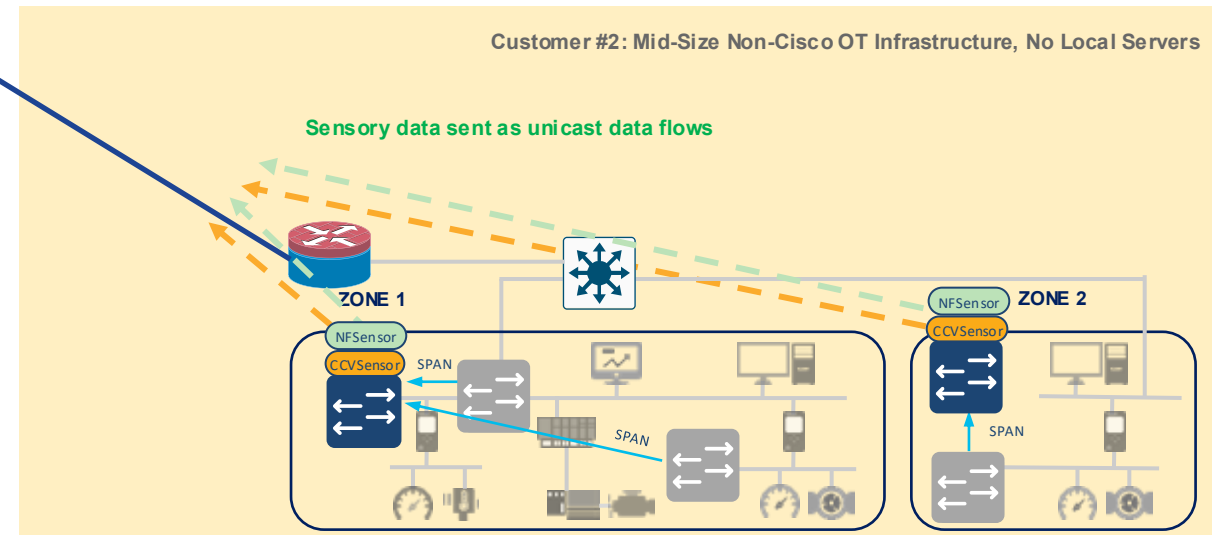 Customer #2: Mid-Size Non-Cisco OT Infrastructure, No Local Servers
Sensory data sent as unicast data flows
ZONE 1
NFSensor
CCVSensor
SPAN
SPAN
NFSensor
ZONE 2
CCVSensor
SPAN